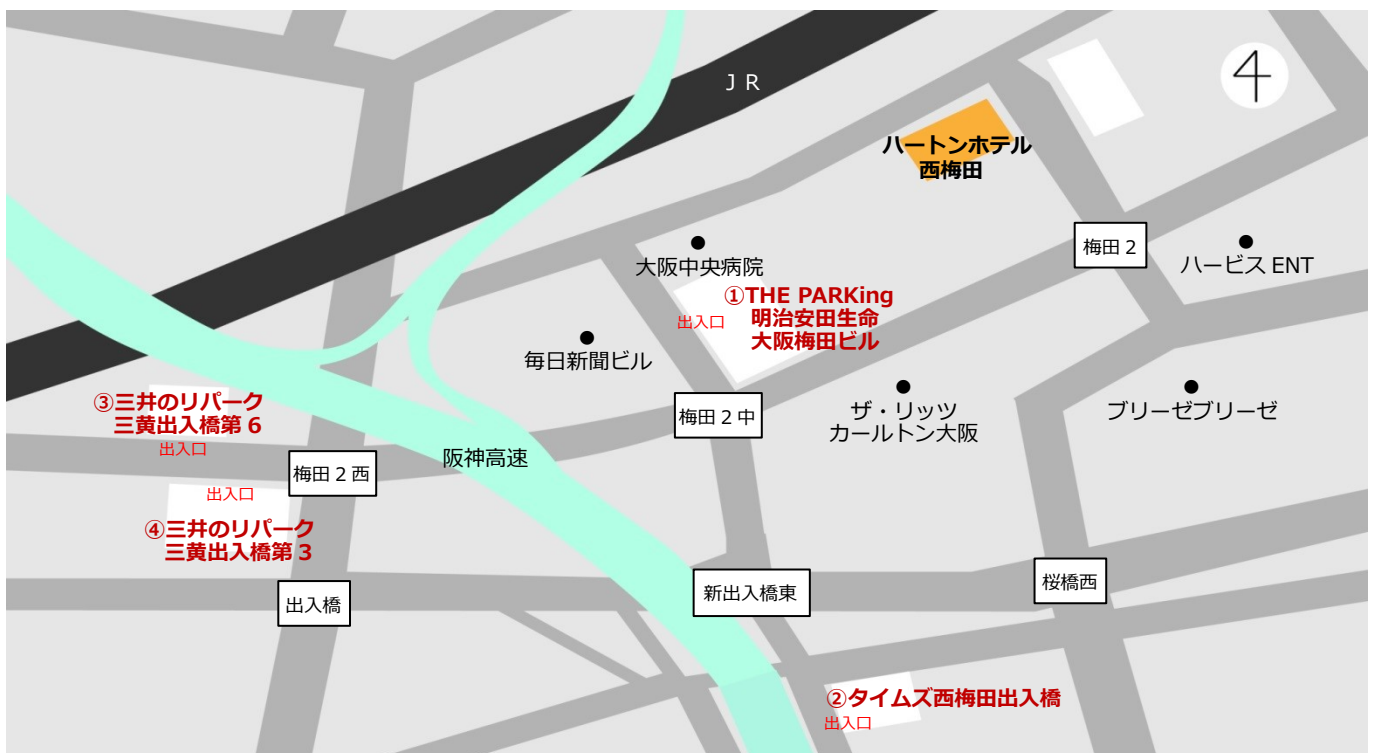 ＪＲ
ハートンホテル
西梅田
梅田２
ハービス ENT
大阪中央病院
①THE PARKing
明治安田生命
大阪梅田ビル
出入口
毎日新聞ビル
③三井のリパーク
三黄出入橋第６
出入口
梅田２中
ザ・リッツ
カールトン大阪
ブリーゼブリーゼ
阪神高速
梅田２西
出入口
④三井のリパーク
三黄出入橋第３
出入橋
新出入橋東
桜橋西
②タイムズ西梅田出入橋
出入口